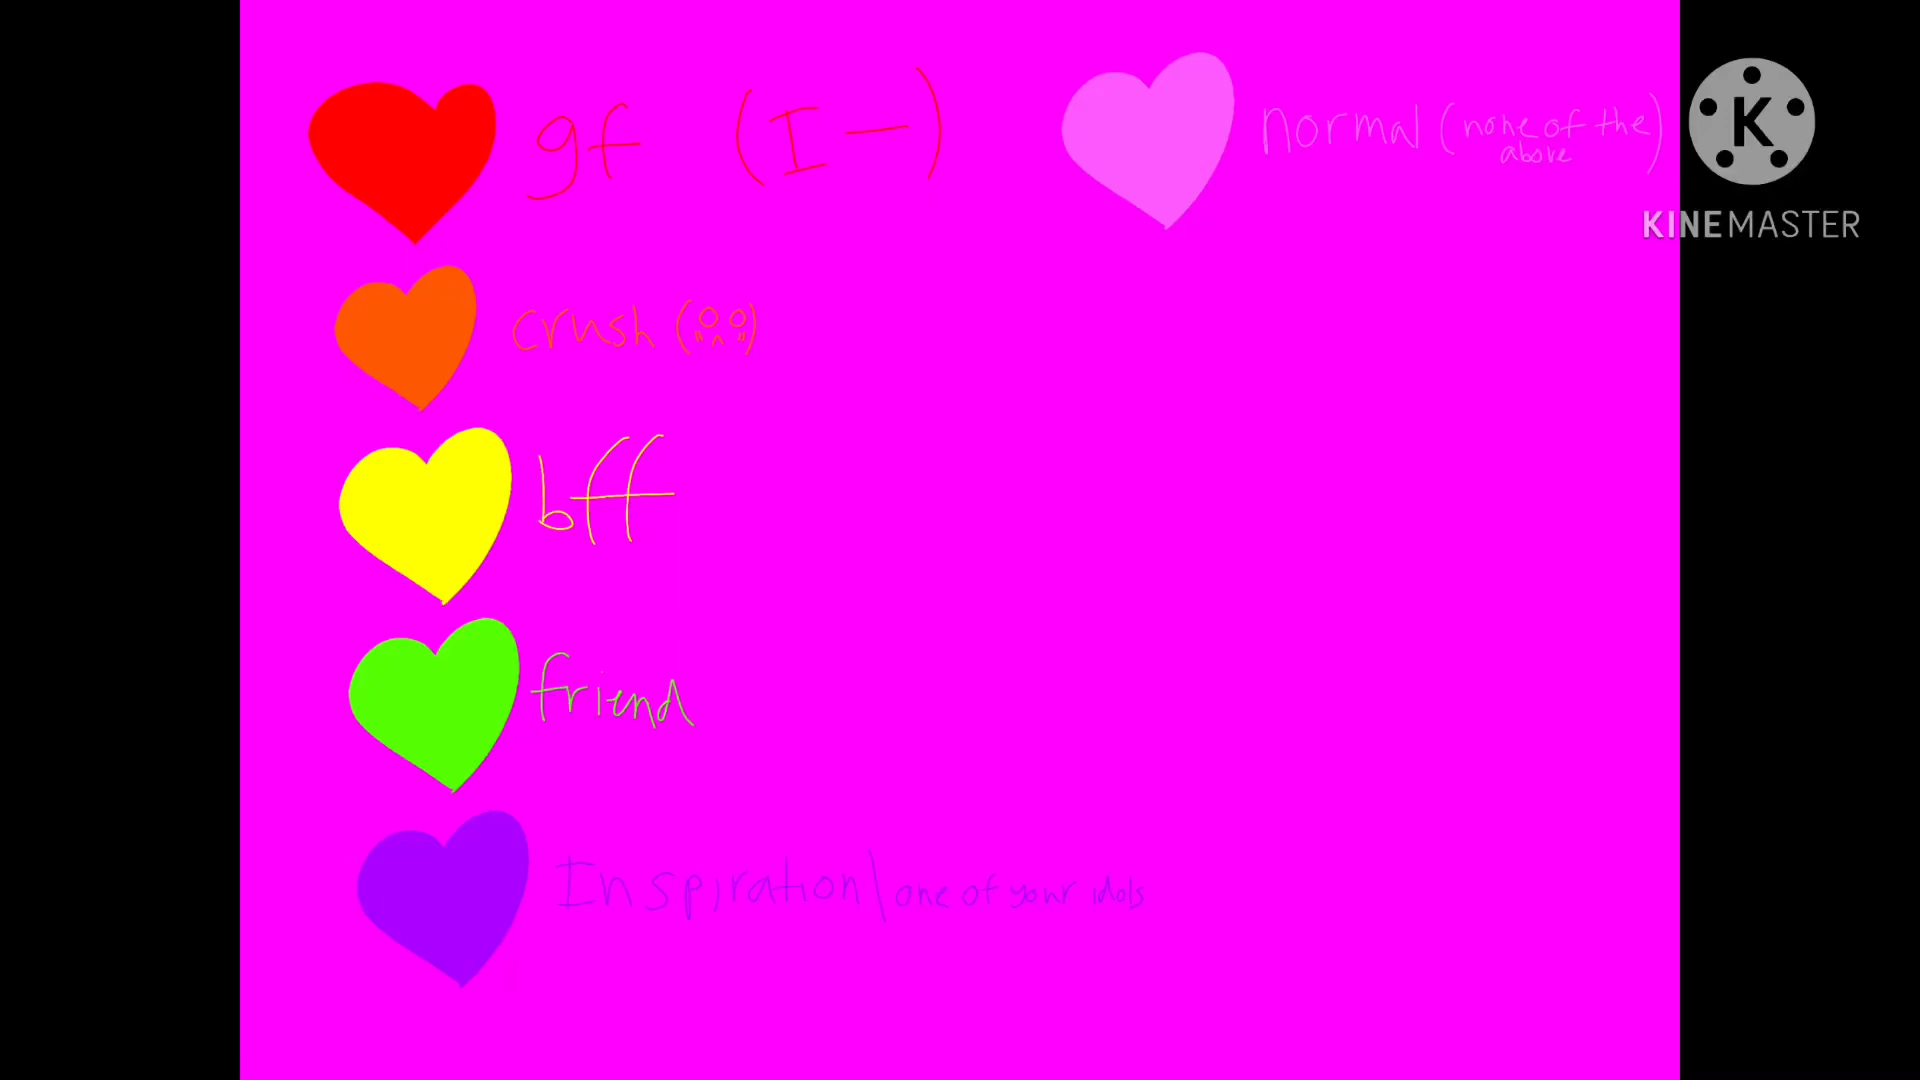 gf (I—)
normal (none of the
above)
K
KINEMASTER
crush
bff
friend
Inspiration\one of your idols